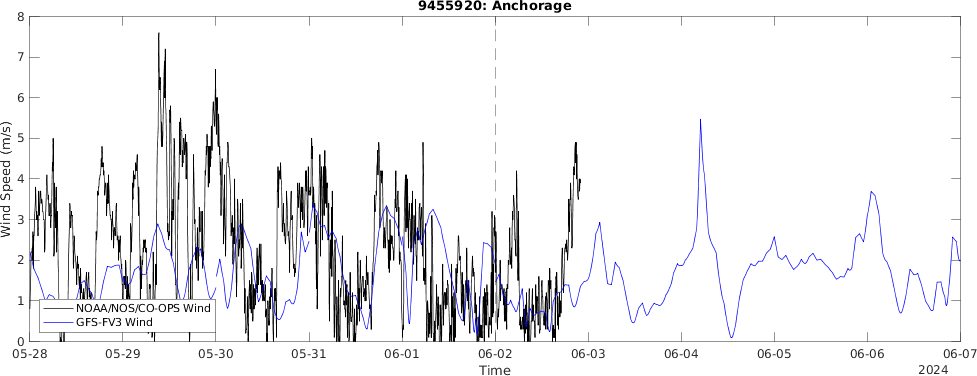 9455920: Anchorage
8
7
6
5
4
3
2
1
0
Wind Speed (m/s)
NOAA/NOS/CO-OPS Wind
GFS-FV3 Wind
05-28 05-29 05-30 05-31 06-01 06-02 06-03 06-04 06-05 06-06 06-07
Time
2024